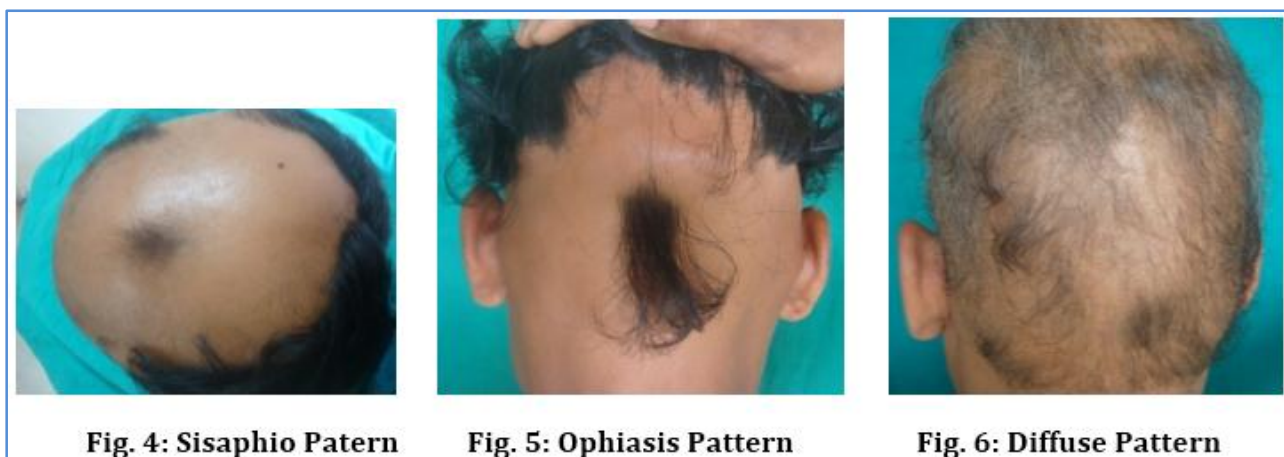 Fig. 4: Sisaphio Patern
Fig. 5: Ophiasis Pattern
Fig. 6: Diffuse Pattern